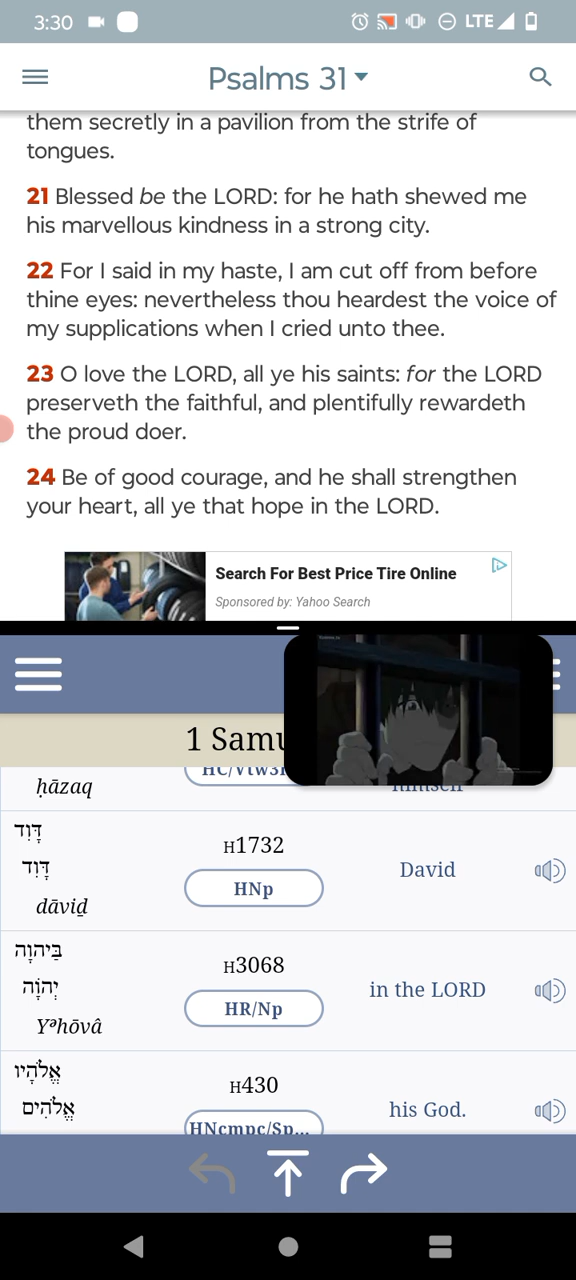 3:30
LTE
Psalms 31
them secretly in a pavilion from the strife of
tongues.
21 Blessed be the LORD: for he hath shewed me
his marvellous kindness in a strong city.
22 For I said in my haste, I am cut off from before
thine eyes: nevertheless thou heardest the voice of
my supplications when I cried unto thee.
23 O love the LORD, all ye his saints: for the LORD
preserveth the faithful, and plentifully rewardeth
the proud doer.
24 Be of good courage, and he shall strengthen
your heart, all ye that hope in the LORD.
Search For Best Price Tire Online
Sponsored by: Yahoo Search
1 Samu
ḥāzaq
himself
דָּוִד
דָּוִד
dāviḏ
H1732
HNp
David
בַּיהוָה
יְהֹוָה
Yᵊhōvâ
H3068
HR/Np
in the LORD
אֱלֹהָיו
אֱלֹהִים
H430
HNcmpc/Sp...
his God.